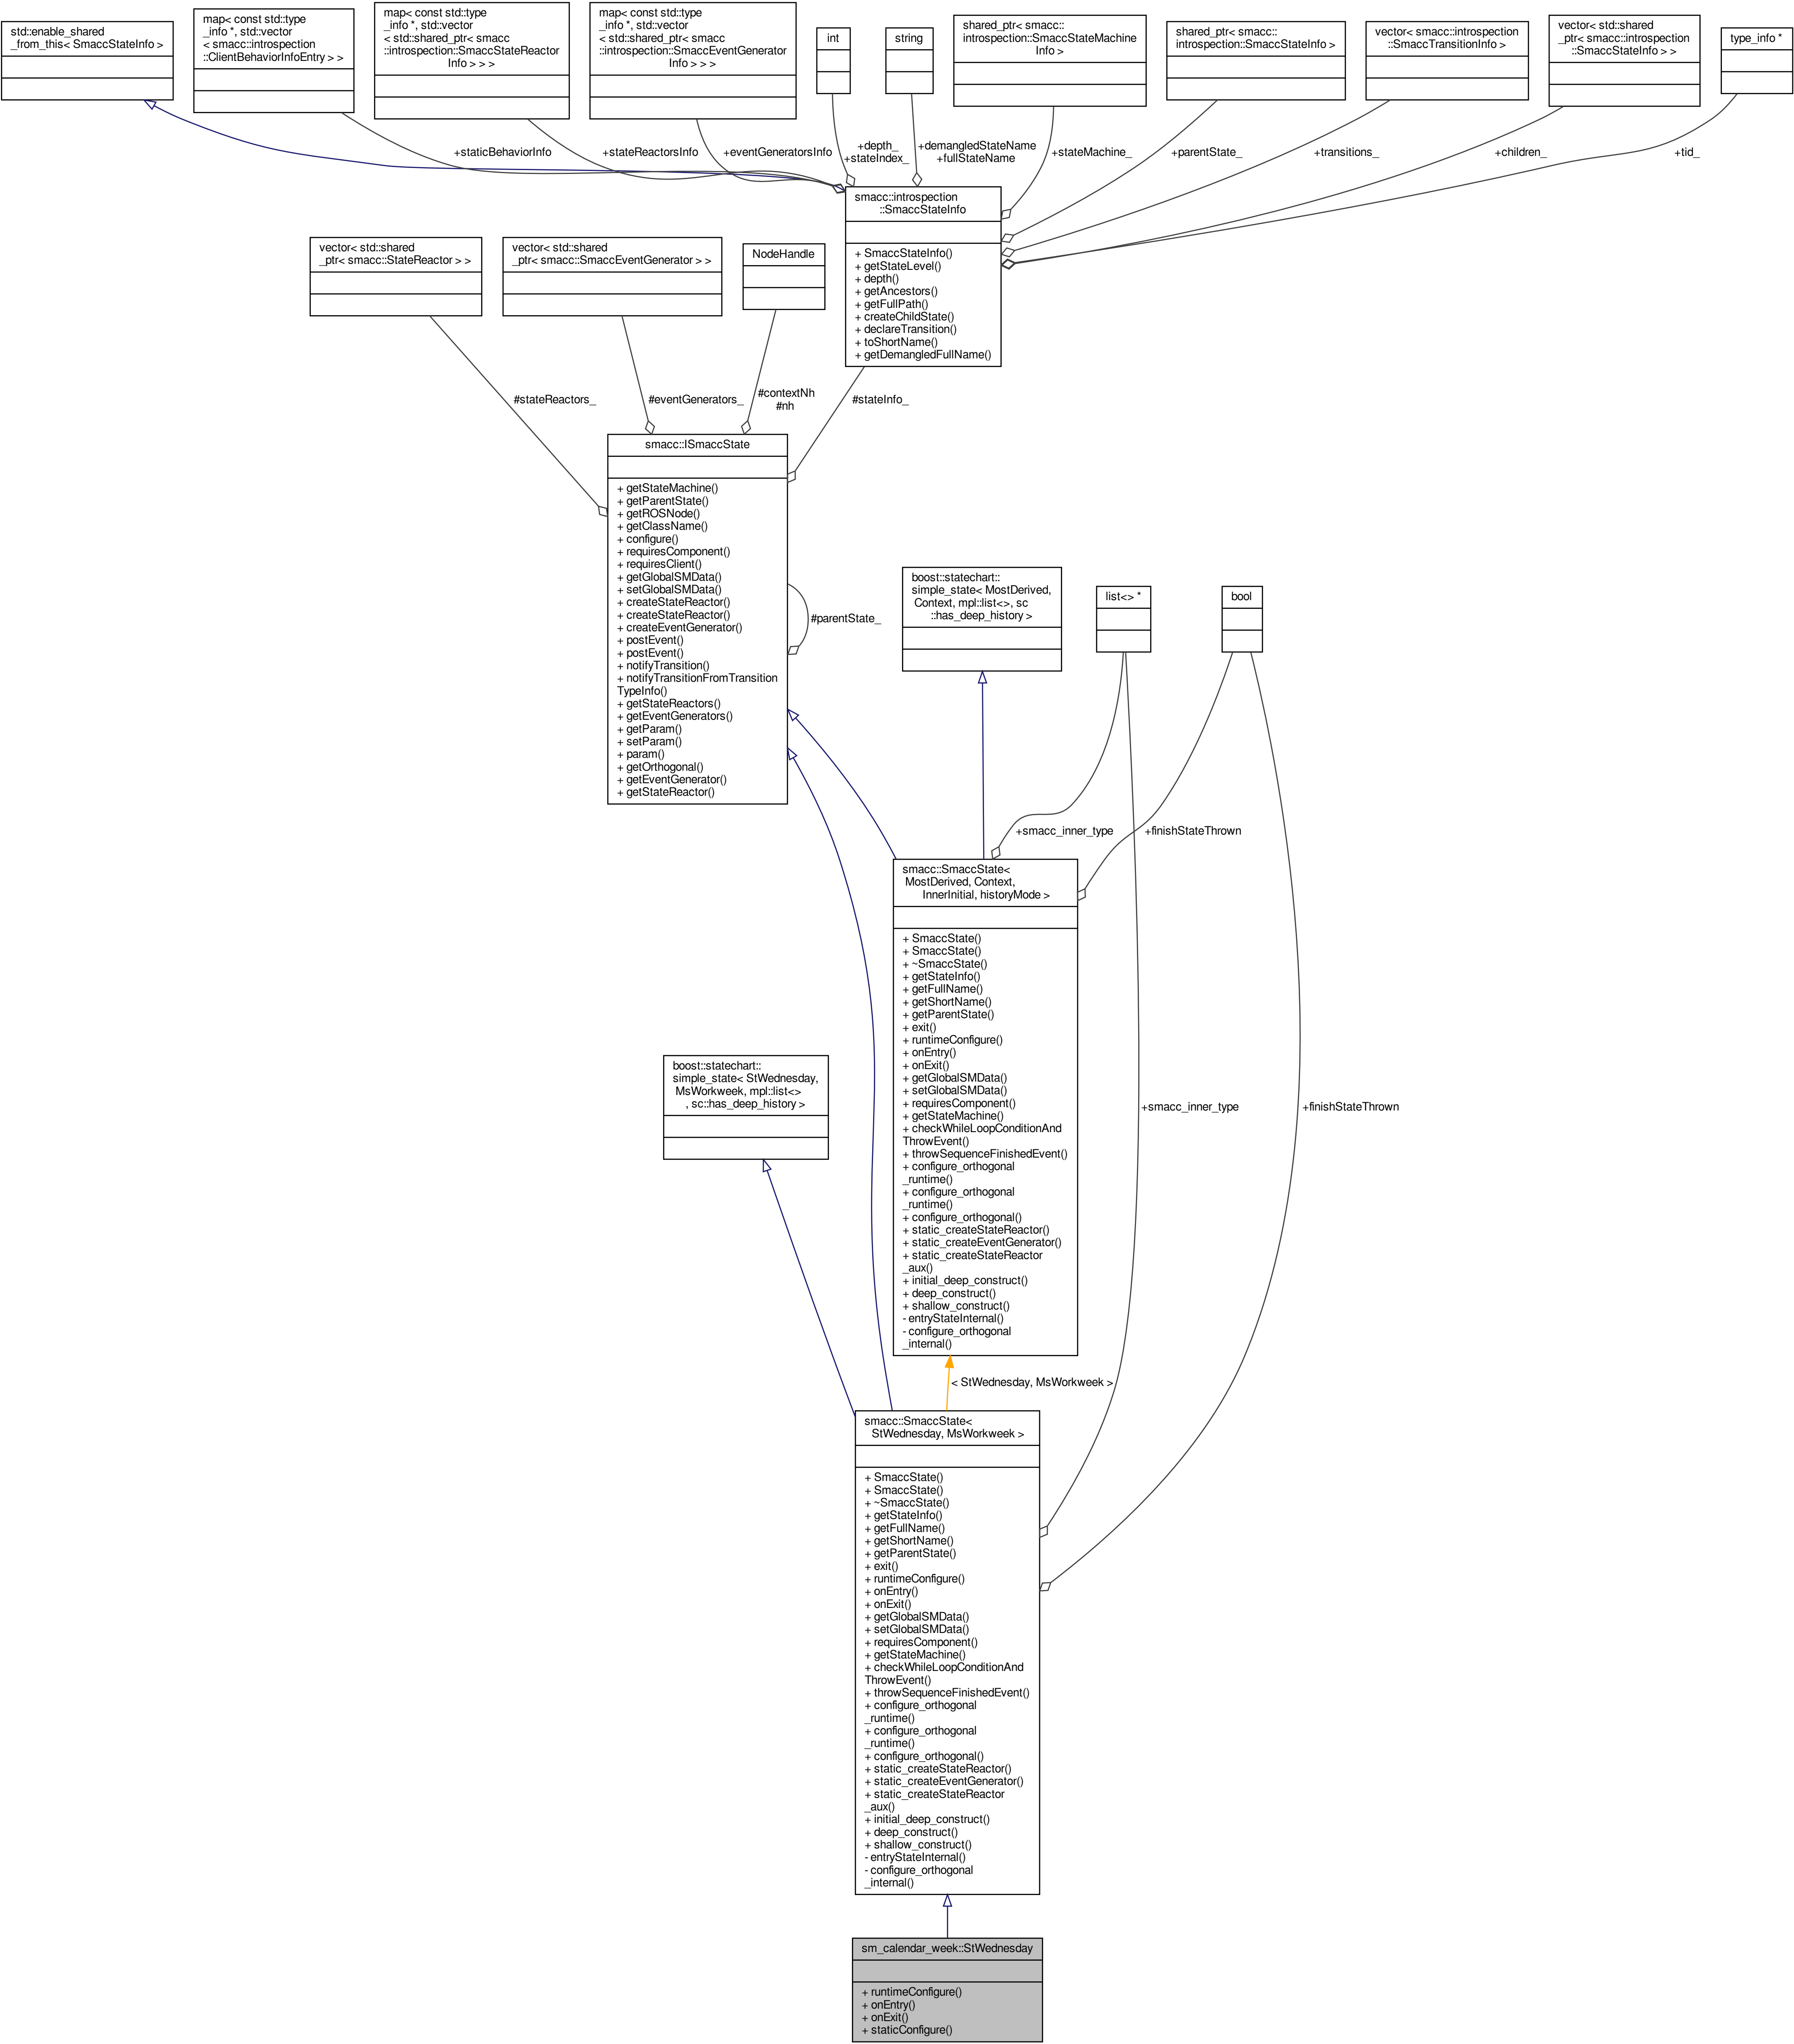 std::enable_shared
_from_this< SmaccStateInfo >
map< const std::type
_info *, std::vector
< smacc::introspection
::ClientBehaviorInfoEntry > >
map< const std::type
_info *, std::vector
< std::shared_ptr< smacc
::introspection::SmaccStateReactor
Info > > >
map< const std::type
_info *, std::vector
< std::shared_ptr< smacc
::introspection::SmaccEventGenerator
Info > > >
int
string
shared_ptr< smacc::
introspection::SmaccStateMachine
Info >
shared_ptr< smacc::
introspection::SmaccStateInfo >
vector< smacc::introspection
::SmaccTransitionInfo >
vector< std::shared
_ptr< smacc::introspection
::SmaccStateInfo > >
type_info *
+staticBehaviorInfo
+stateReactorsInfo
+eventGeneratorsInfo
+depth_
+stateIndex_
+demangledStateName
+fullStateName
+stateMachine_
+parentState_
+transitions_
+children_
+tid_
smacc::introspection
::SmaccStateInfo
+ SmaccStateInfo()
+ getStateLevel()
+ depth()
+ getAncestors()
+ getFullPath()
+ createChildState()
+ declareTransition()
+ toShortName()
+ getDemangledFullName()
vector< std::shared
_ptr< smacc::StateReactor > >
vector< std::shared
_ptr< smacc::SmaccEventGenerator > >
NodeHandle
#stateReactors_
#eventGenerators_
#contextNh
#nh
#stateInfo_
smacc::ISmaccState
+ getStateMachine()
+ getParentState()
+ getROSNode()
+ getClassName()
+ configure()
+ requiresComponent()
+ requiresClient()
+ getGlobalSMData()
+ setGlobalSMData()
+ createStateReactor()
+ createStateReactor()
+ createEventGenerator()
+ postEvent()
+ postEvent()
+ notifyTransition()
+ notifyTransitionFromTransition
TypeInfo()
+ getStateReactors()
+ getEventGenerators()
+ getParam()
+ setParam()
+ param()
+ getOrthogonal()
+ getEventGenerator()
+ getStateReactor()
#parentState_
boost::statechart::
simple_state< MostDerived,
Context, mpl::list<>, sc
::has_deep_history >
list<> *
bool
+smacc_inner_type
+finishStateThrown
smacc::SmaccState<
MostDerived, Context,
InnerInitial, historyMode >
+ SmaccState()
+ SmaccState()
+ ~SmaccState()
+ getStateInfo()
+ getFullName()
+ getShortName()
+ getParentState()
+ exit()
+ runtimeConfigure()
+ onEntry()
+ onExit()
+ getGlobalSMData()
+ setGlobalSMData()
+ requiresComponent()
+ getStateMachine()
+ checkWhileLoopConditionAnd
ThrowEvent()
+ throwSequenceFinishedEvent()
+ configure_orthogonal
_runtime()
+ configure_orthogonal
_runtime()
+ configure_orthogonal()
+ static_createStateReactor()
+ static_createEventGenerator()
+ static_createStateReactor
_aux()
+ initial_deep_construct()
+ deep_construct()
+ shallow_construct()
- entryStateInternal()
- configure_orthogonal
_internal()
boost::statechart::
simple_state< StWednesday,
MsWorkweek, mpl::list<>
, sc::has_deep_history >
+smacc_inner_type
+finishStateThrown
< StWednesday, MsWorkweek >
smacc::SmaccState<
StWednesday, MsWorkweek >
+ SmaccState()
+ SmaccState()
+ ~SmaccState()
+ getStateInfo()
+ getFullName()
+ getShortName()
+ getParentState()
+ exit()
+ runtimeConfigure()
+ onEntry()
+ onExit()
+ getGlobalSMData()
+ setGlobalSMData()
+ requiresComponent()
+ getStateMachine()
+ checkWhileLoopConditionAnd
ThrowEvent()
+ throwSequenceFinishedEvent()
+ configure_orthogonal
_runtime()
+ configure_orthogonal
_runtime()
+ configure_orthogonal()
+ static_createStateReactor()
+ static_createEventGenerator()
+ static_createStateReactor
_aux()
+ initial_deep_construct()
+ deep_construct()
+ shallow_construct()
- entryStateInternal()
- configure_orthogonal
_internal()
sm_calendar_week::StWednesday
+ runtimeConfigure()
+ onEntry()
+ onExit()
+ staticConfigure()